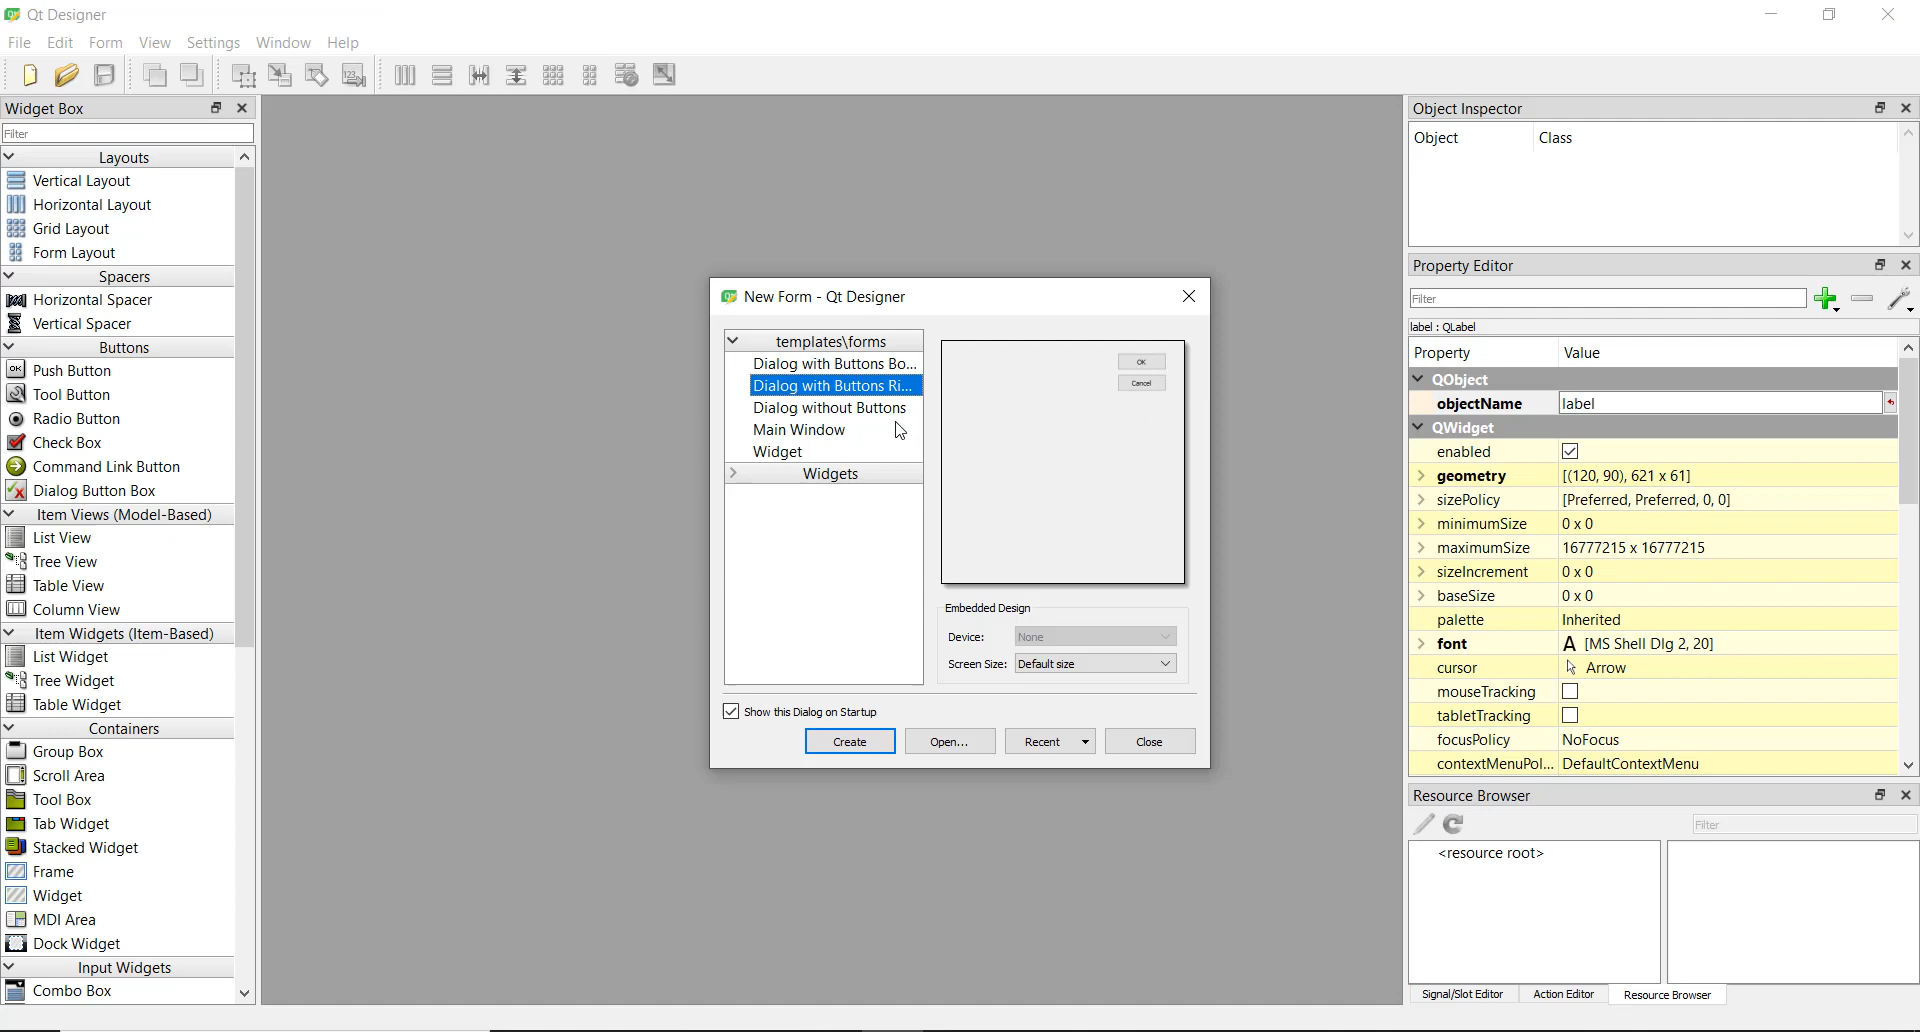 Qt Designer
File Edit Form View Settings Window Help
Widget Box
Filter
Layouts
Vertical Layout
Horizontal Layout
Grid Layout
Form Layout
Spacers
Horizontal Spacer
Vertical Spacer
Buttons
Push Button
Tool Button
Radio Button
Check Box
Command Link Button
Dialog Button Box
Item Views (Model-Based)
List View
Tree View
Table View
Column View
Item Widgets (Item-Based)
List Widget
Tree Widget
Table Widget
Containers
Group Box
Scroll Area
Tool Box
Tab Widget
Stacked Widget
Frame
Widget
MDI Area
Dock Widget
Input Widgets
Combo Box
New Form - Qt Designer
templates\forms
Dialog with Buttons Bo...
Dialog with Buttons Ri...
Dialog without Buttons
Main Window
Widget
Widgets
OK
Cancel
Embedded Design
Device: None
Screen Size: Default size
Show this Dialog on Startup
Create Open... Recent Close
Object Inspector
Object Class
Property Editor
Filter
label : QLabel
Property Value
QObject
objectName label
QWidget
enabled
geometry [(120, 90), 621 x 61]
sizePolicy [Preferred, Preferred, 0, 0]
minimumSize 0 x 0
maximumSize 16777215 x 16777215
sizeIncrement 0 x 0
baseSize 0 x 0
palette Inherited
font A [MS Shell Dlg 2, 20]
cursor Arrow
mouseTracking
tabletTracking
focusPolicy NoFocus
contextMenuPol... DefaultContextMenu
Resource Browser
Filter
<resource root>
Signal/Slot Editor Action Editor Resource Browser